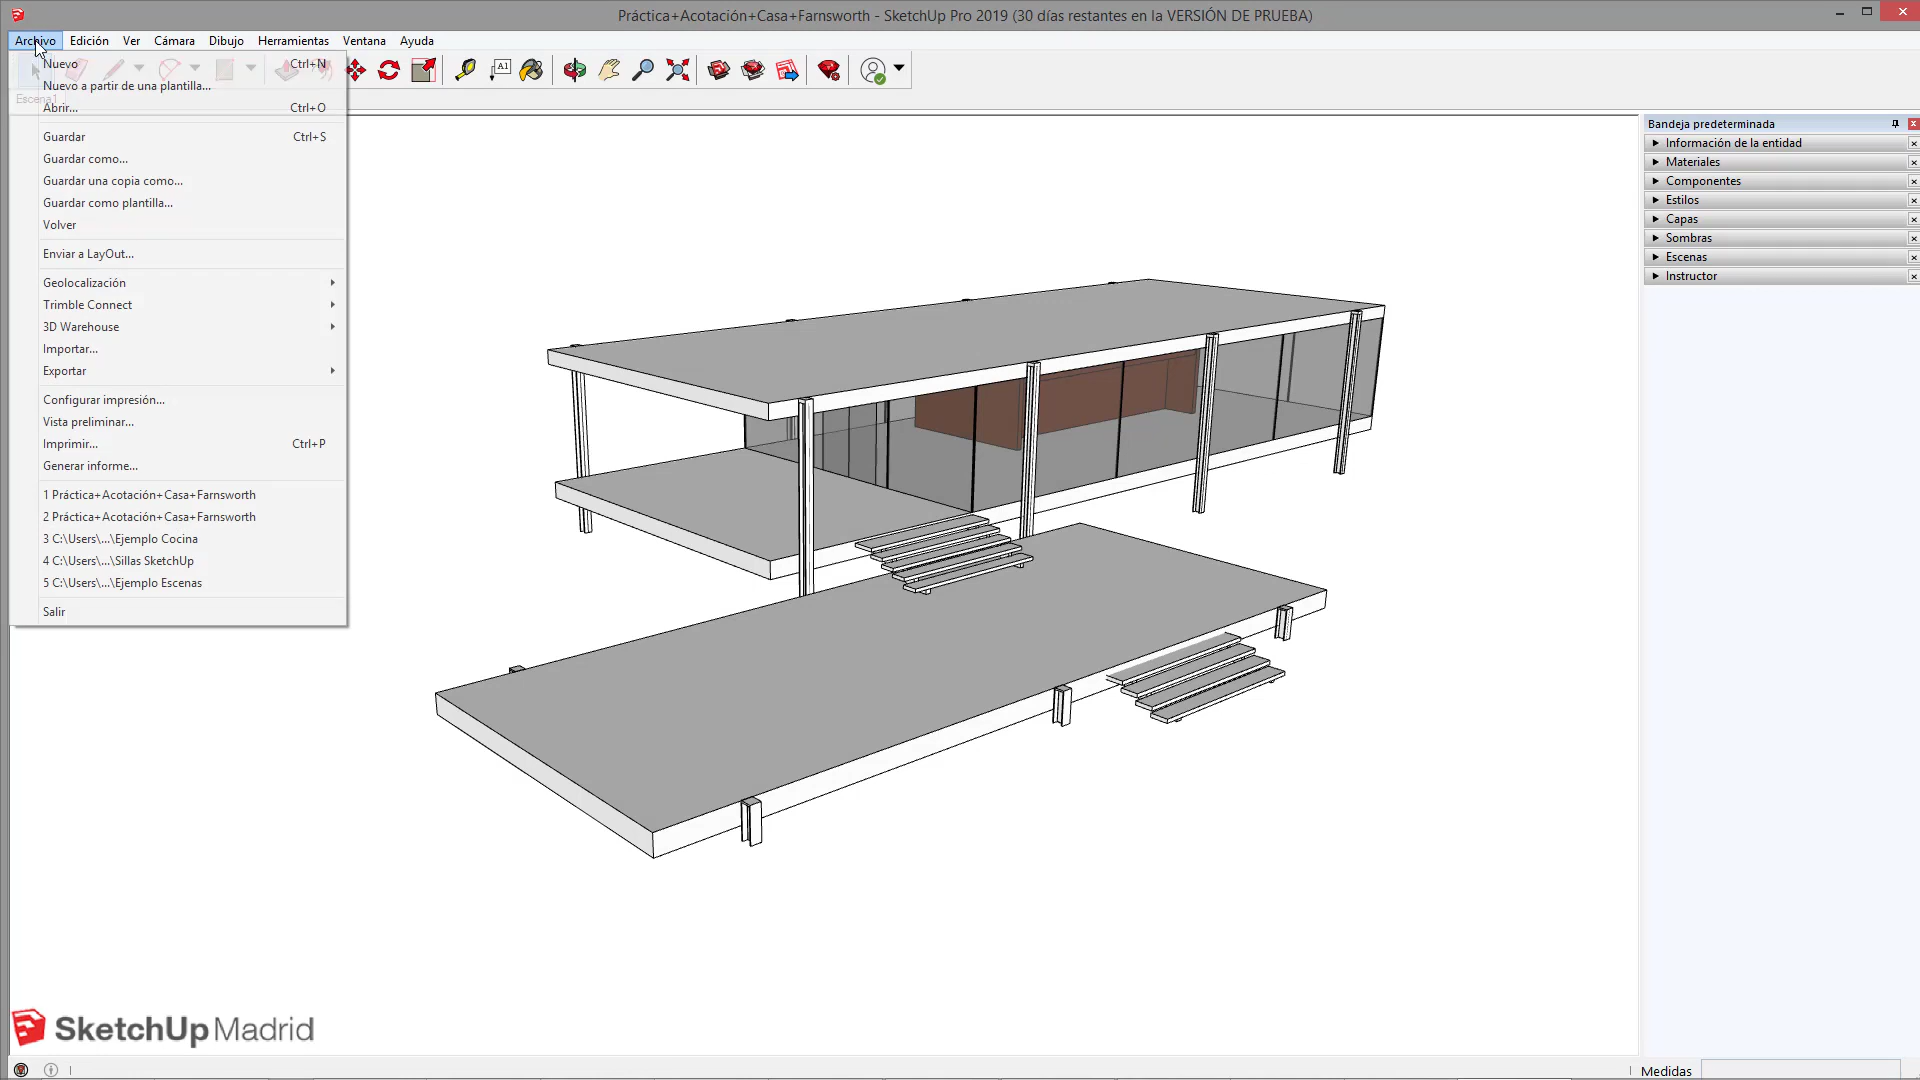 Práctica+Acotación+Casa+Farnsworth - SketchUp Pro 2019 (30 días restantes en la VERSIÓN DE PRUEBA)
Archivo Edición Ver Cámara Dibujo Herramientas Ventana Ayuda
Nuevo Ctrl+N
Nuevo a partir de una plantilla...
Escena
Abrir... Ctrl+O
Guardar Ctrl+S
Guardar como...
Guardar una copia como...
Guardar como plantilla...
Volver
Enviar a LayOut...
Geolocalización
Trimble Connect
3D Warehouse
Importar...
Exportar
Configurar impresión...
Vista preliminar...
Imprimir... Ctrl+P
Generar informe...
1 Práctica+Acotación+Casa+Farnsworth
2 Práctica+Acotación+Casa+Farnsworth
3 C:\Users\...\Ejemplo Cocina
4 C:\Users\...\Sillas SketchUp
5 C:\Users\...\Ejemplo Escenas
Salir
A1
Bandeja predeterminada
Información de la entidad
Materiales
Componentes
Estilos
Capas
Sombras
Escenas
Instructor
SketchUp Madrid
Medidas